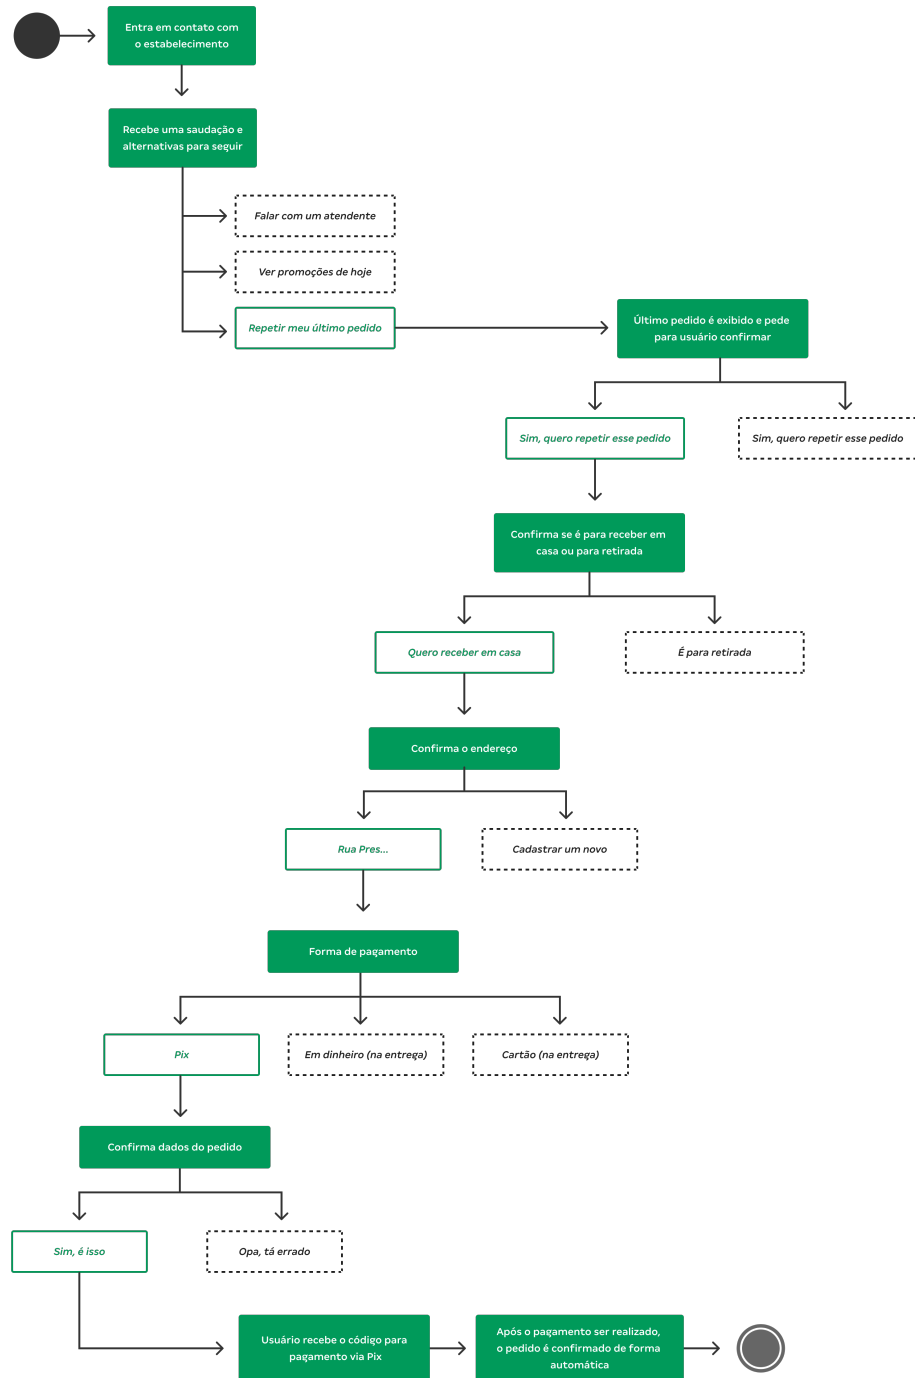 Entra em contato com
o estabelecimento
Recebe uma saudação e
alternativas para seguir
Falar com um atendente
Ver promoções de hoje
Repetir meu último pedido
Último pedido é exibido e pede
para usuário confirmar
Sim, quero repetir esse pedido
Sim, quero repetir esse pedido
Confirma se é para receber em
casa ou para retirada
Quero receber em casa
É para retirada
Confirma o endereço
Rua Pres...
Cadastrar um novo
Forma de pagamento
Pix
Em dinheiro (na entrega)
Cartão (na entrega)
Confirma dados do pedido
Sim, é isso
Opa, tá errado
Usuário recebe o código para
pagamento via Pix
Após o pagamento ser realizado,
o pedido é confirmado de forma
automática